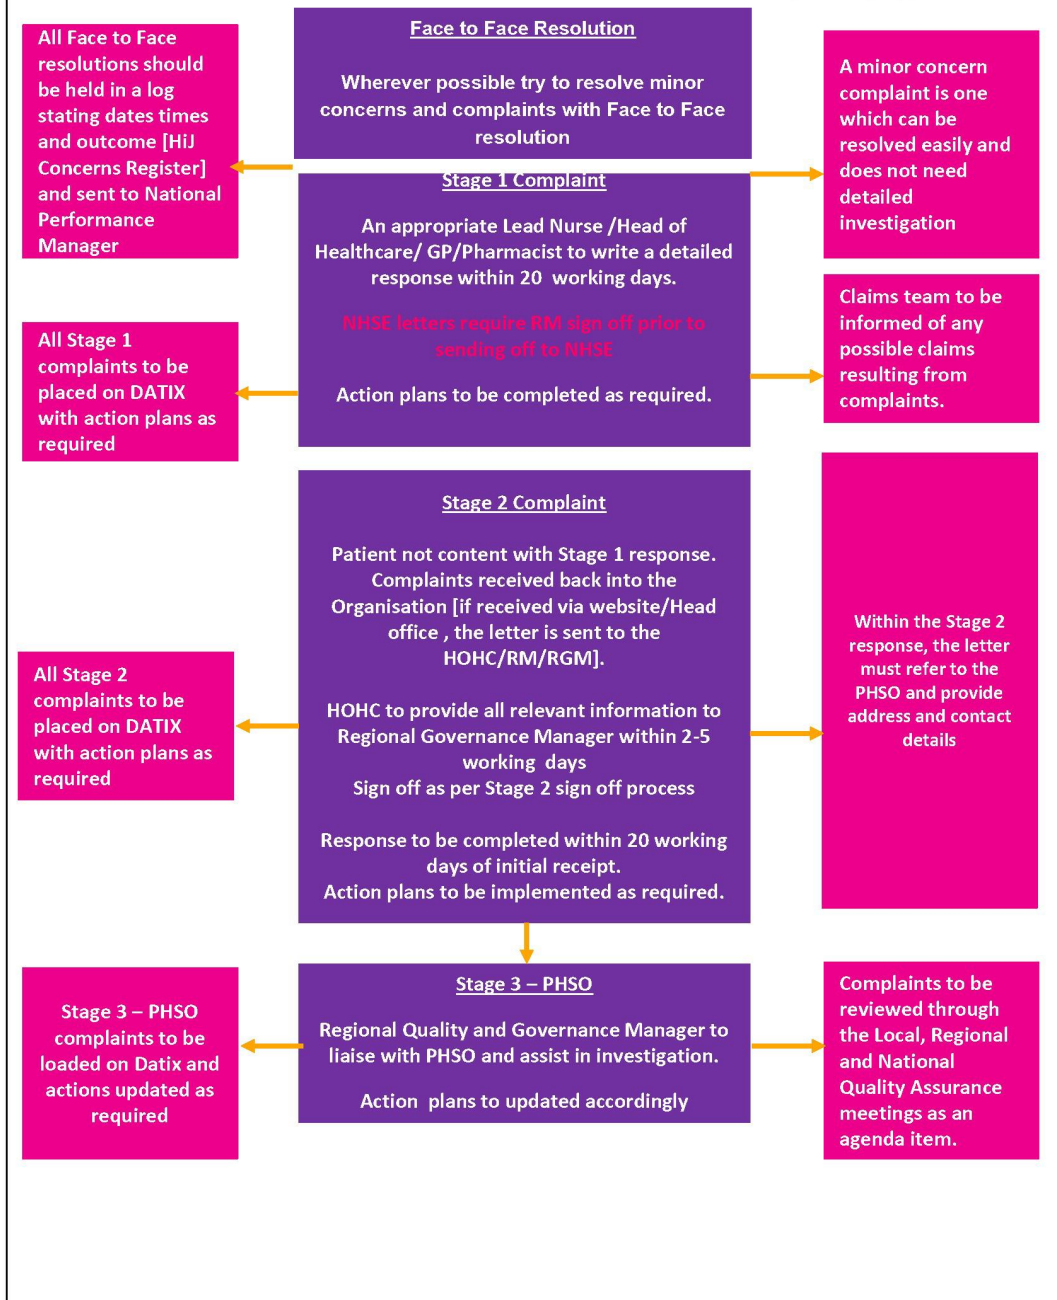 All Face to Face
resolutions should
be held in a log
stating dates times
and outcome [HiJ
Concerns Register]
and sent to National
Performance
Manager
Face to Face Resolution
Wherever possible try to resolve minor
concerns and complaints with Face to Face
resolution
A minor concern
complaint is one
which can be
resolved easily and
does not need
detailed
investigation
Stage 1 Complaint
An appropriate Lead Nurse /Head of
Healthcare/ GP/Pharmacist to write a detailed
response within 20 working days.
NHSE letters require RM sign off prior to
sending off to NHSE
Action plans to be completed as required.
All Stage 1
complaints to be
placed on DATIX
with action plans as
required
Claims team to be
informed of any
possible claims
resulting from
complaints.
Stage 2 Complaint
Patient not content with Stage 1 response.
Complaints received back into the
Organisation [if received via website/Head
office , the letter is sent to the
HOHC/RM/RGM].
HOHC to provide all relevant information to
Regional Governance Manager within 2-5
working days
Sign off as per Stage 2 sign off process
Response to be completed within 20 working
days of initial receipt.
Action plans to be implemented as required.
All Stage 2
complaints to be
placed on DATIX
with action plans as
required
Within the Stage 2
response, the letter
must refer to the
PHSO and provide
address and contact
details
Stage 3 – PHSO
Regional Quality and Governance Manager to
liaise with PHSO and assist in investigation.
Action plans to updated accordingly
Stage 3 – PHSO
complaints to be
loaded on Datix and
actions updated as
required
Complaints to be
reviewed through
the Local, Regional
and National
Quality Assurance
meetings as an
agenda item.